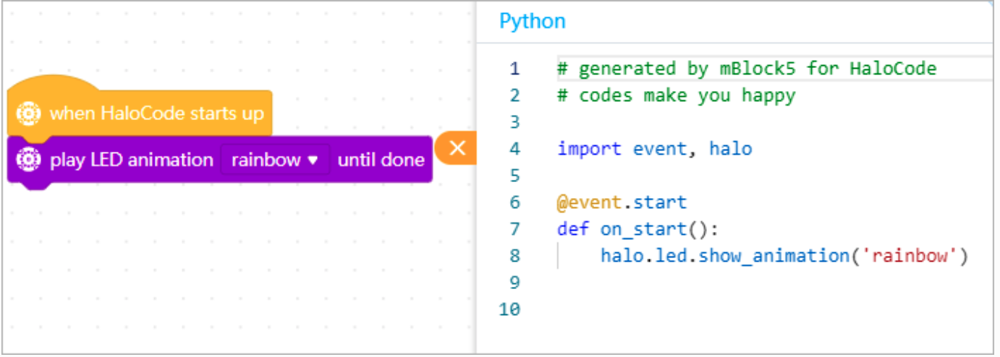 when HaloCode starts up
play LED animation rainbow ▼ until done
Python
1 # generated by mBlock5 for HaloCode
2 # codes make you happy
3
4 import event, halo
5
6 @event.start
7 def on_start():
8     halo.led.show_animation('rainbow')
9
10